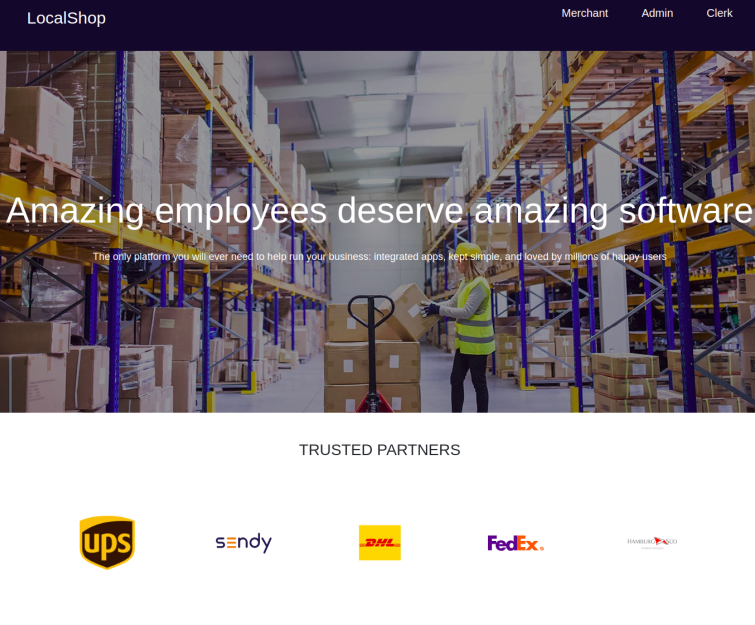 LocalShop
Merchant Admin Clerk
Amazing employees deserve amazing software
The only platform you will ever need to help run your business: integrated apps, kept simple, and loved by millions of happy users
TRUSTED PARTNERS
ups
sendy
DHL
FedEx
HAMBURG SÜD